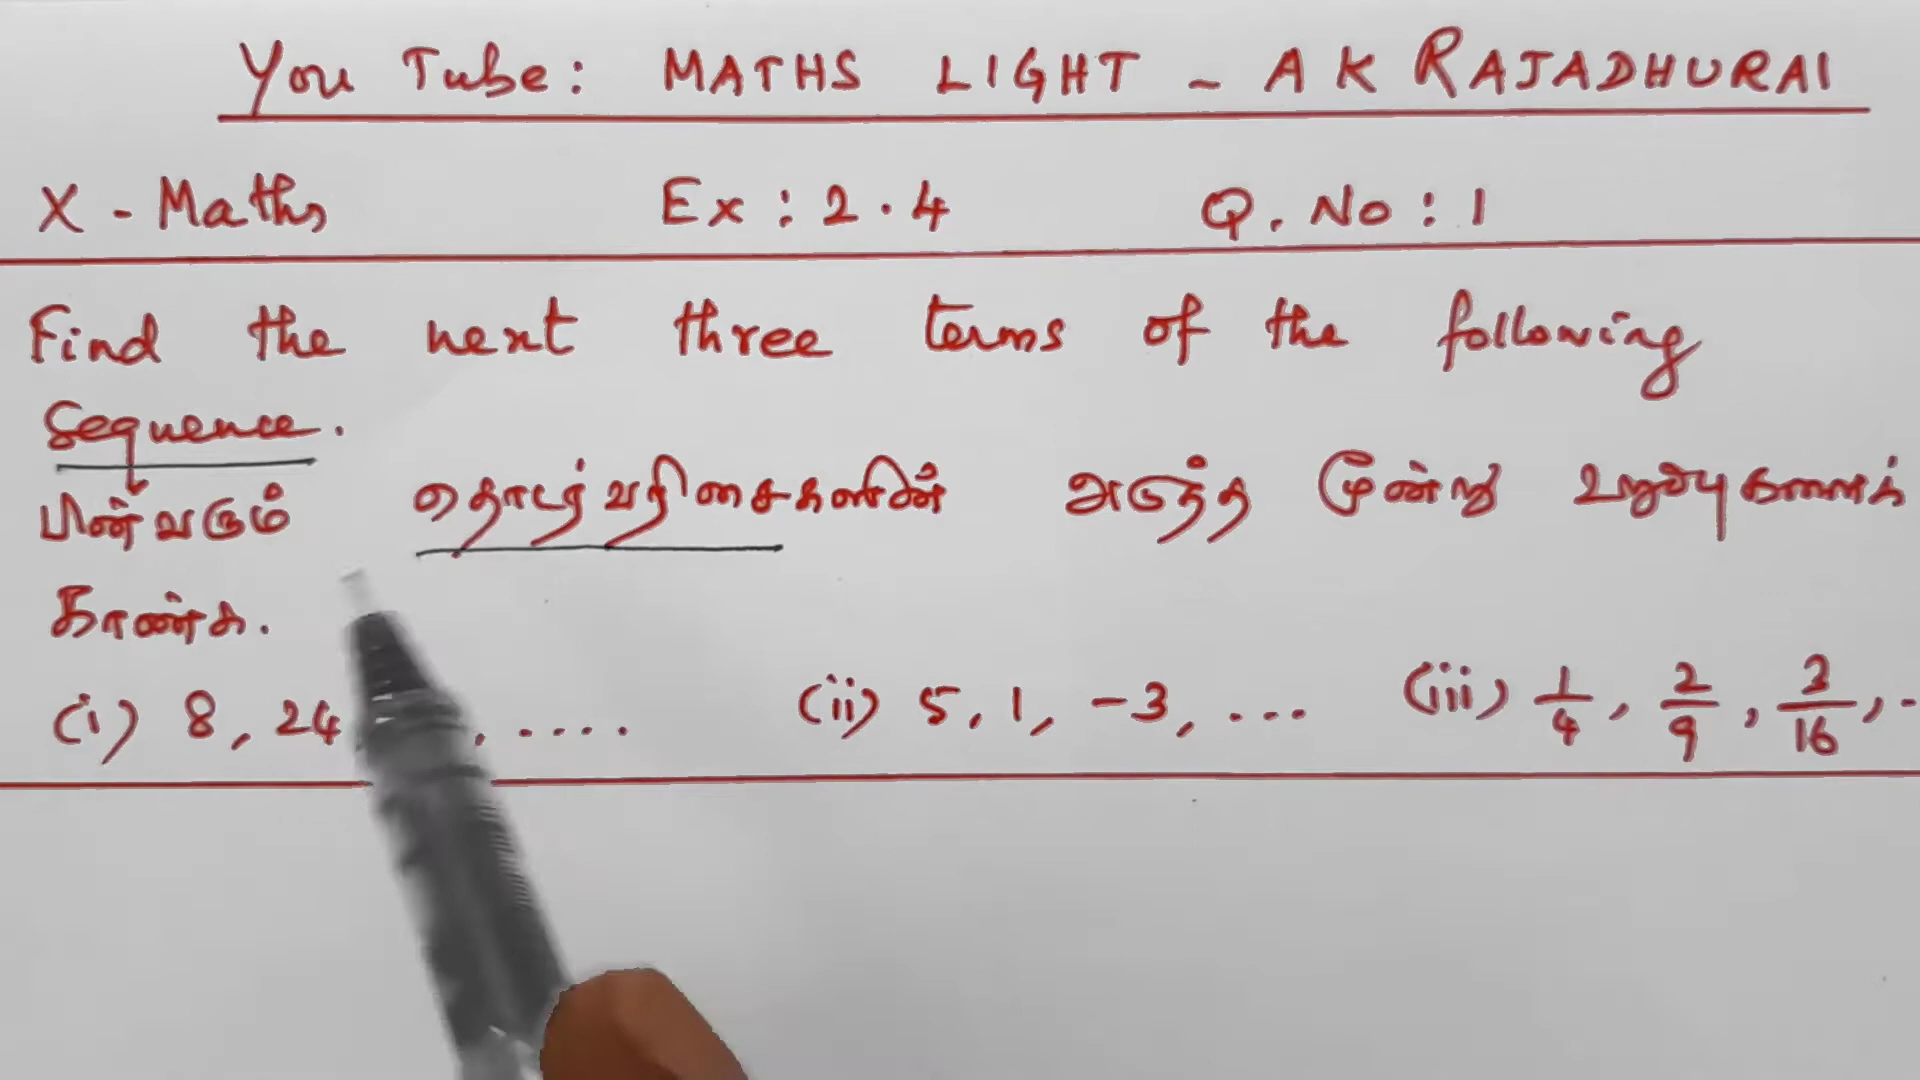 You Tube: MATHS LIGHT - A K RAJADHURAI
X - Maths Ex : 2.4 Q. No : 1
Find the next three terms of the following
Sequence.
பின்வரும் தொடர்வரிசைகளின் அடுத்த மூன்று உறுப்புகளைக்
காண்க.
(i) 8, 24 , ..... (ii) 5, 1, -3, ... (iii) 1/4, 2/9, 3/16, .